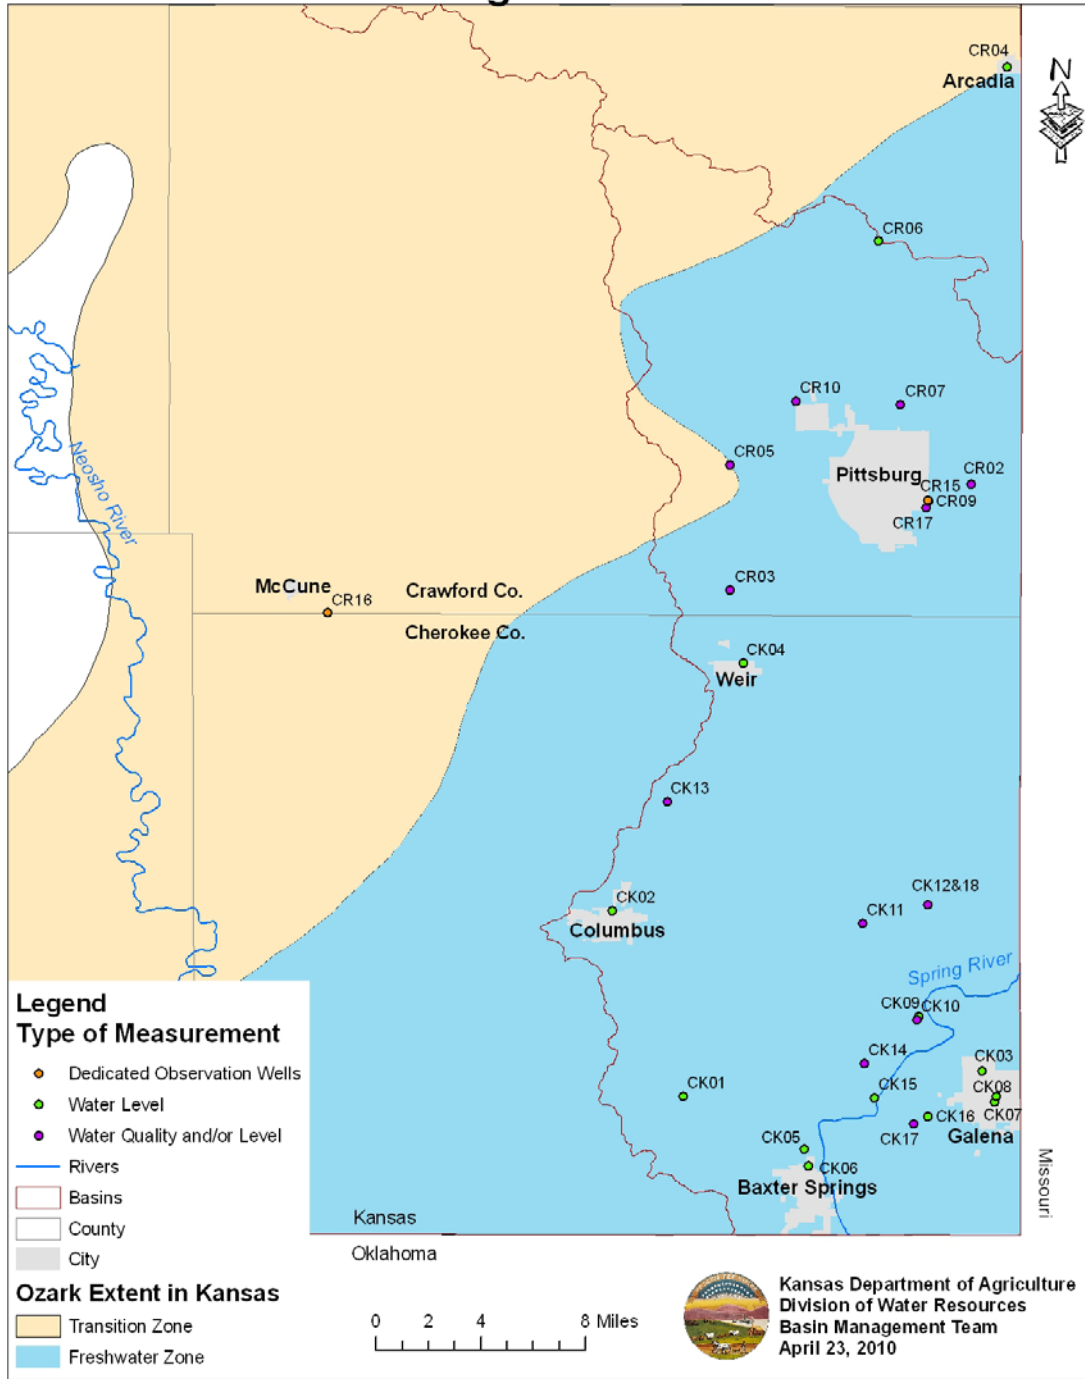 CR04
Arcadia
N
CR06
CR10
CR07
CR05
Pittsburg
CR02
CR15
CR09
CR17
Neosho River
McCune
CR16
Crawford Co.
CR03
Cherokee Co.
CK04
Weir
CK13
CK02
Columbus
CK12&18
CK11
Spring River
CK09
CK10
CK14
CK03
CK01
CK15
CK08
CK16
CK07
CK17
Galena
CK05
CK06
Baxter Springs
Missouri
Kansas
Oklahoma
Legend
Type of Measurement
Dedicated Observation Wells
Water Level
Water Quality and/or Level
Rivers
Basins
County
City
Ozark Extent in Kansas
Transition Zone
Freshwater Zone
0 2 4 8 Miles
Kansas Department of Agriculture
Division of Water Resources
Basin Management Team
April 23, 2010